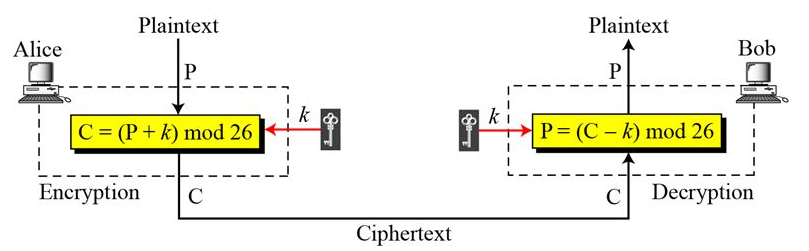 Plaintext
Plaintext
Alice
Bob
P
P
C = (P + k) mod 26
k
k
P = (C – k) mod 26
Encryption
C
C
Decryption
Ciphertext